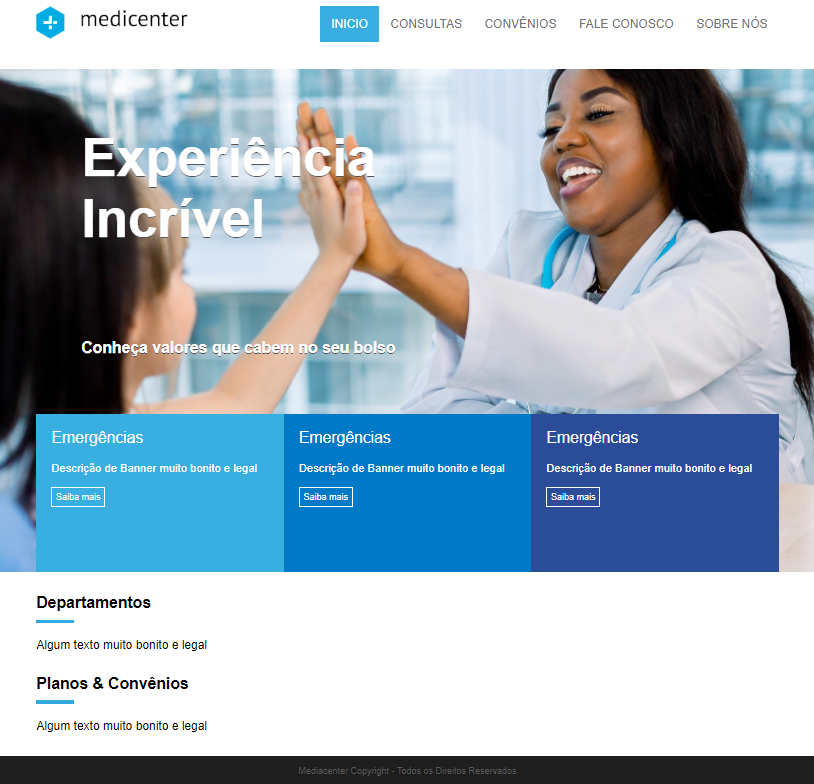 medicenter
INICIO CONSULTAS CONVÊNIOS FALE CONOSCO SOBRE NÓS
Experiência
Incrível
Conheça valores que cabem no seu bolso
Emergências
Descrição de Banner muito bonito e legal
Saiba mais
Emergências
Descrição de Banner muito bonito e legal
Saiba mais
Emergências
Descrição de Banner muito bonito e legal
Saiba mais
Departamentos
Algum texto muito bonito e legal
Planos & Convênios
Algum texto muito bonito e legal
Mediacenter Copyright - Todos os Direitos Reservados